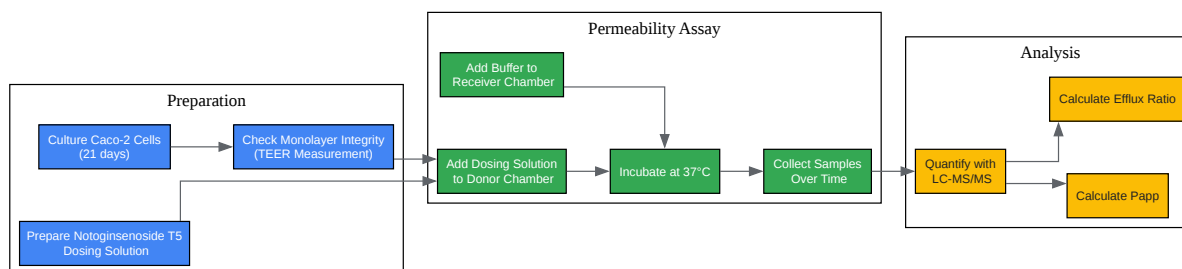 Preparation
Culture Caco-2 Cells
(21 days)
Check Monolayer Integrity
(TEER Measurement)
Prepare Notoginsenoside T5
Dosing Solution
Permeability Assay
Add Buffer to
Receiver Chamber
Add Dosing Solution
to Donor Chamber
Incubate at 37°C
Collect Samples
Over Time
Analysis
Quantify with
LC-MS/MS
Calculate Efflux Ratio
Calculate Papp